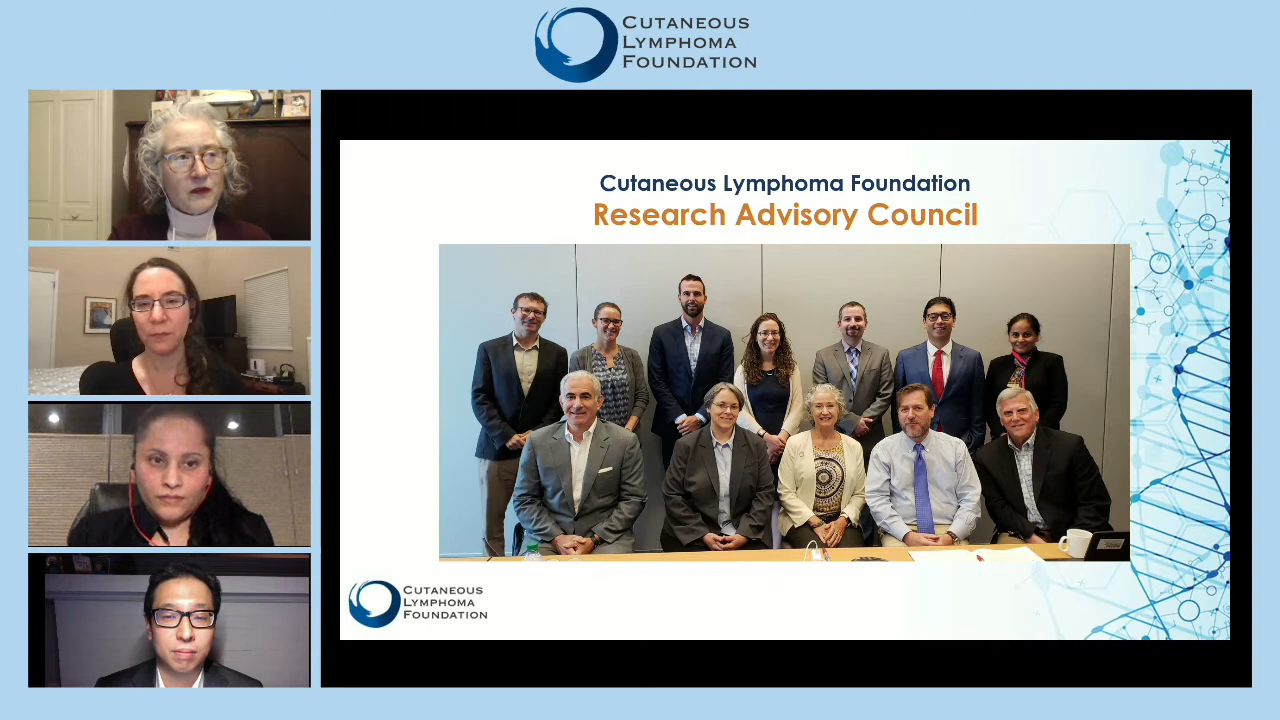 CUTANEOUS
LYMPHOMA
FOUNDATION
Cutaneous Lymphoma Foundation
Research Advisory Council
CUTANEOUS
LYMPHOMA
FOUNDATION